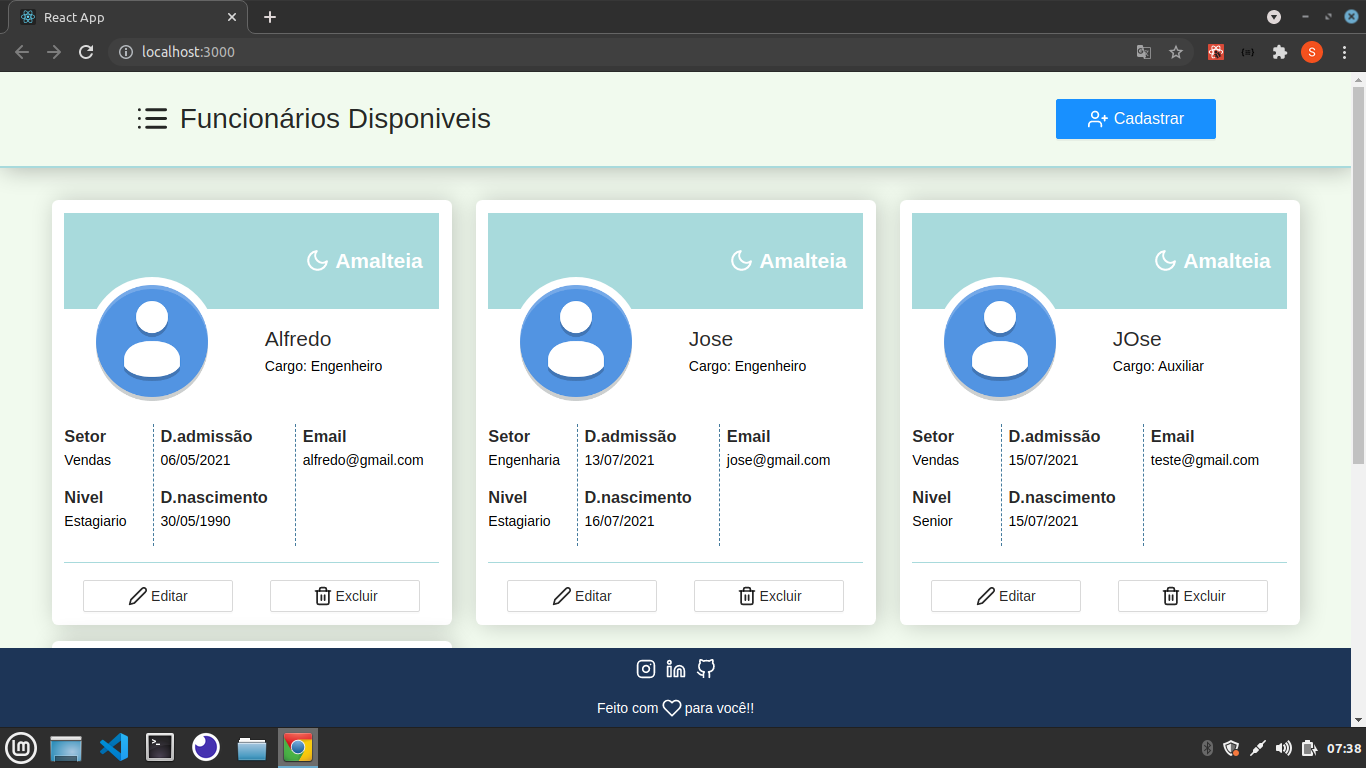 React App
localhost:3000
S
Funcionários Disponiveis
Cadastrar
Amalteia
Alfredo
Cargo: Engenheiro
Setor D.admissão Email
Vendas 06/05/2021 alfredo@gmail.com
Nivel D.nascimento
Estagiario 30/05/1990
Editar Excluir
Amalteia
Jose
Cargo: Engenheiro
Setor D.admissão Email
Engenharia 13/07/2021 jose@gmail.com
Nivel D.nascimento
Estagiario 16/07/2021
Editar Excluir
Amalteia
JOse
Cargo: Auxiliar
Setor D.admissão Email
Vendas 15/07/2021 teste@gmail.com
Nivel D.nascimento
Senior 15/07/2021
Editar Excluir
Feito com para você!!
07:38